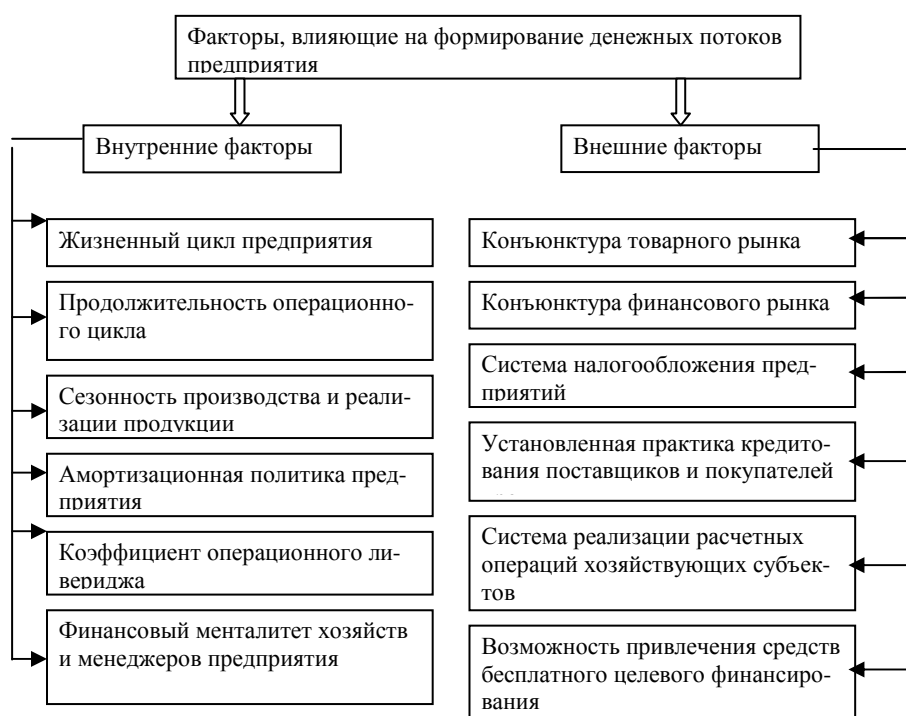 Факторы, влияющие на формирование денежных потоков
предприятия
Внутренние факторы
Внешние факторы
Жизненный цикл предприятия
Продолжительность операционно-
го цикла
Сезонность производства и реали-
зации продукции
Амортизационная политика пред-
приятия
Коэффициент операционного ли-
вериджа
Финансовый менталитет хозяйств
и менеджеров предприятия
Конъюнктура товарного рынка
Конъюнктура финансового рынка
Система налогообложения пред-
приятий
Установленная практика кредито-
вания поставщиков и покупателей
Система реализации расчетных
операций хозяйствующих субъек-
тов
Возможность привлечения средств
бесплатного целевого финансиро-
вания